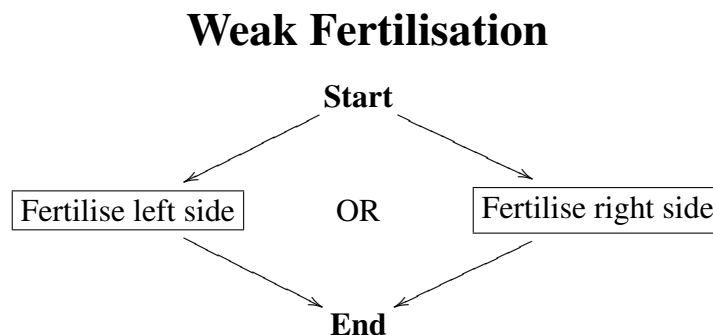 Weak Fertilisation
Start
Fertilise left side
OR
Fertilise right side
End